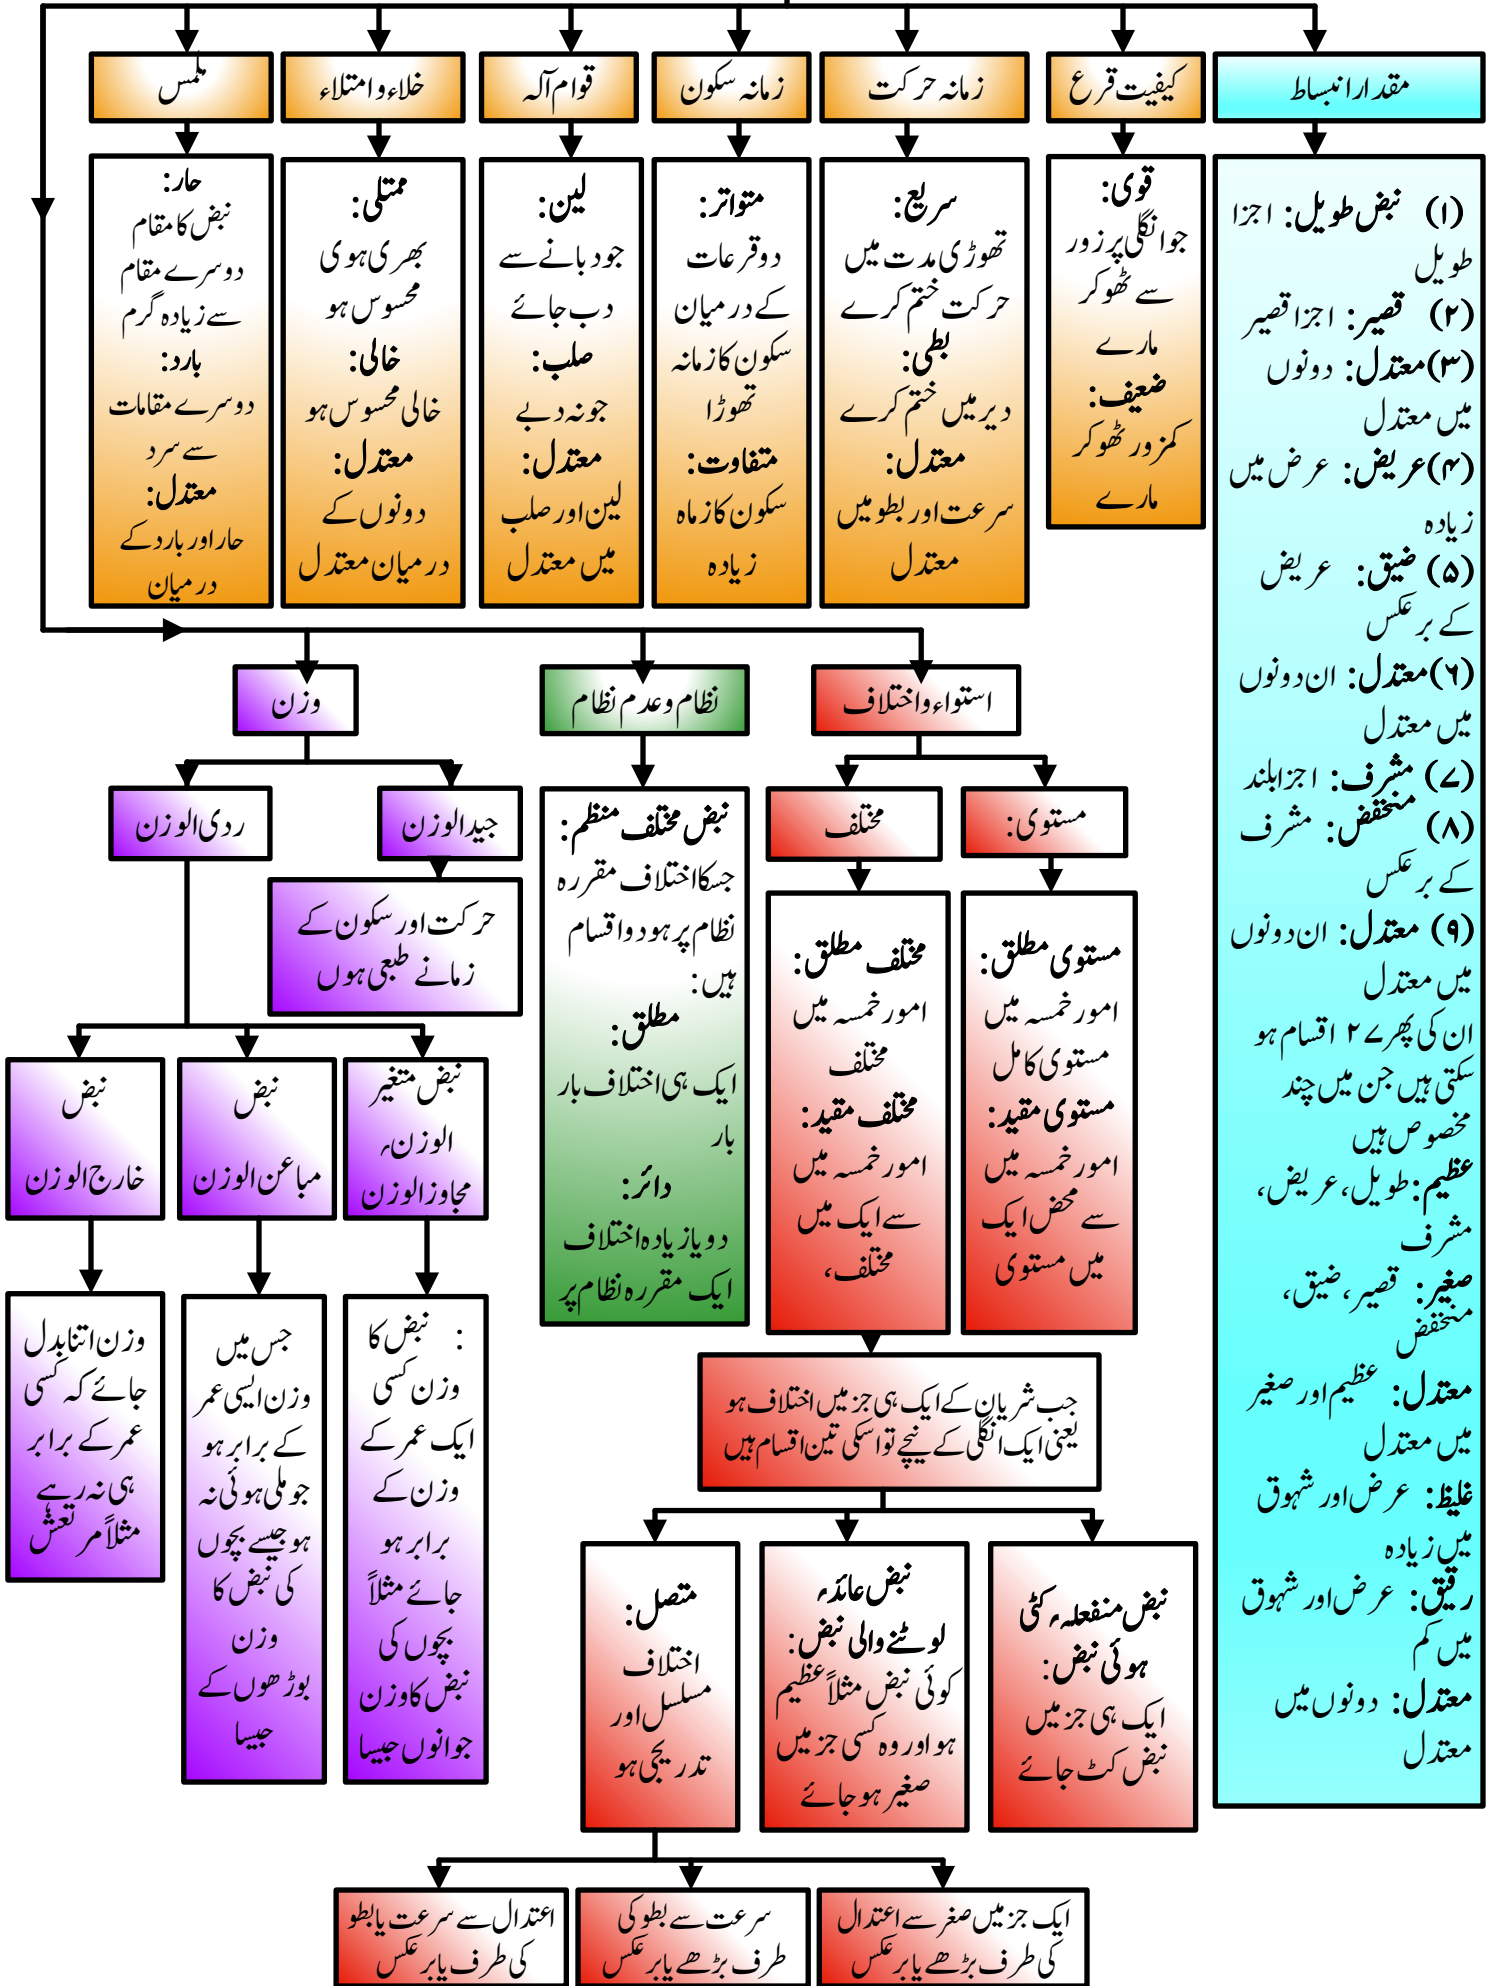 مقدار انبساط
کیفیت قرع
زمانہ حرکت
زمانہ سکون
قوام آلہ
خلاء و امتلاء
ملمس
(۱) نبض طویل: اجزا
طویل
(۲) قصیر: اجزا قصیر
(۳) معتدل: دونوں
میں معتدل
(۴) عریض: عرض میں
زیادہ
(۵) ضیق: عریض
کے برعکس
(۶) معتدل: ان دونوں
میں معتدل
(۷) مشرف: اجزا بلند
(۸) منخفض: مشرف
کے برعکس
(۹) معتدل: ان دونوں
میں معتدل
ان کی پھر ۲۷ اقسام ہو
سکتی ہیں جن میں چند
مخصوص ہیں
عظیم: طویل، عریض،
مشرف
صغیر: قصیر، ضیق،
منخفض
معتدل: عظیم اور صغیر
میں معتدل
غلیظ: عرض اور شہوق
میں زیادہ
رقیق: عرض اور شہوق
میں کم
معتدل: دونوں میں
معتدل
قوی:
جو انگلی پر زور
سے ٹھوکر
مارے
ضعیف:
کمزور ٹھوکر
مارے
سریع:
تھوڑی مدت میں
حرکت ختم کرے
بطی:
دیر میں ختم کرے
معتدل:
سرعت اور بطو میں
معتدل
متواتر:
دو قرعات
کے درمیان
سکون کا زمانہ
تھوڑا
متفاوت:
سکون کا زماہ
زیادہ
لین:
جو دبانے سے
دب جائے
صلب:
جو نہ دبے
معتدل:
لین اور صلب
میں معتدل
ممتلی:
بھری ہوی
محسوس ہو
خالی:
خالی محسوس ہو
معتدل:
دونوں کے
درمیان معتدل
حار:
نبض کا مقام
دوسرے مقام
سے زیادہ گرم
بارد:
دوسرے مقامات
سے سرد
معتدل:
حار اور بارد کے
درمیان
استواء و اختلاف
نظام و عدم نظام
وزن
مستوی:
مختلف
مستوی مطلق:
امور خمسہ میں
مستوی کامل
مستوی مقید:
امور خمسہ میں
سے محض ایک
میں مستوی
مختلف مطلق:
امور خمسہ میں
مختلف
مختلف مقید:
امور خمسہ میں
سے ایک میں
مختلف،
نبض مختلف منظم:
جسکا اختلاف مقررہ
نظام پر ہو دو اقسام
ہیں:
مطلق:
ایک ہی اختلاف بار
بار
دائر:
دو یا زیادہ اختلاف
ایک مقررہ نظام پر
جید الوزن
ردی الوزن
حرکت اور سکون کے
زمانے طبعی ہوں
نبض متغیر
الوزن،
مجاوز الوزن
نبض
مباعن الوزن
نبض
خارج الوزن
: نبض کا
وزن کسی
ایک عمر کے
وزن کے
برابر ہو
جائے مثلاً
بچوں کی
نبض کا وزن
جوانوں جیسا
جس میں
وزن ایسی عمر
کے برابر ہو
جو ملی ہوئی نہ
ہو جیسے بچوں
کی نبض کا
وزن
بوڑھوں کے
جیسا
وزن اتنا بدل
جائے کہ کسی
عمر کے برابر
ہی نہ رہے
مثلاً مرتعش
جب شریان کے ایک ہی جز میں اختلاف ہو
یعنی ایک انگلی کے نیچے تو اسکی تین اقسام ہیں
نبض منفعلہ، کٹی
ہوئی نبض:
ایک ہی جز میں
نبض کٹ جائے
نبض عائد،
لوٹنے والی نبض:
کوئی نبض مثلاً عظیم
ہو اور وہ کسی جز میں
صغیر ہو جائے
متصل:
اختلاف
مسلسل اور
تدریجی ہو
ایک جز میں صغر سے اعتدال
کی طرف بڑھے یا برعکس
سرعت سے بطو کی
طرف بڑھے یا برعکس
اعتدال سے سرعت یا بطو
کی طرف یا برعکس